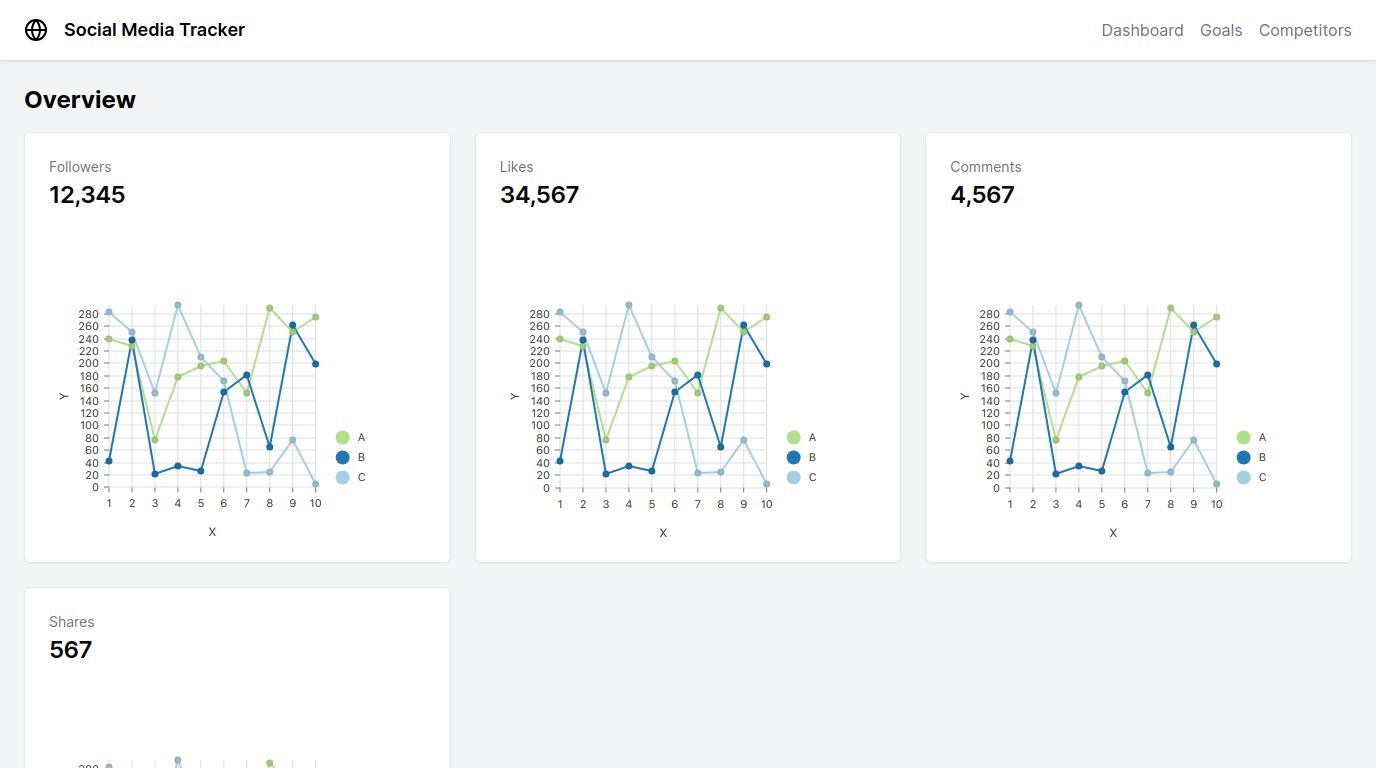 Social Media Tracker
Dashboard Goals Competitors
Overview
Followers
12,345
280
260
240
220
200
180
160
140
120
100
80
60
40
20
0
Y
1 2 3 4 5 6 7 8 9 10
X
A
B
C
Likes
34,567
280
260
240
220
200
180
160
140
120
100
80
60
40
20
0
Y
1 2 3 4 5 6 7 8 9 10
X
A
B
C
Comments
4,567
280
260
240
220
200
180
160
140
120
100
80
60
40
20
0
Y
1 2 3 4 5 6 7 8 9 10
X
A
B
C
Shares
567
280